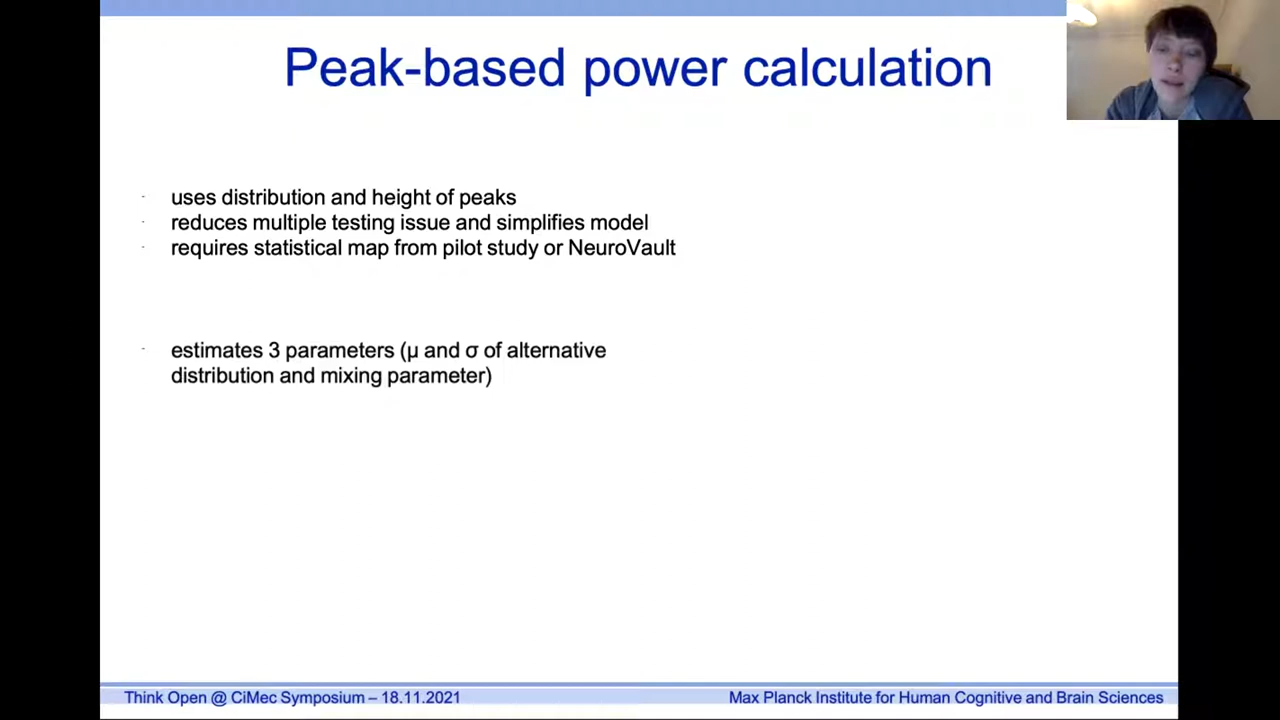 Peak-based power calculation
- uses distribution and height of peaks
- reduces multiple testing issue and simplifies model
- requires statistical map from pilot study or NeuroVault
- estimates 3 parameters (μ and σ of alternative
distribution and mixing parameter)
Think Open @ CiMec Symposium – 18.11.2021
Max Planck Institute for Human Cognitive and Brain Sciences